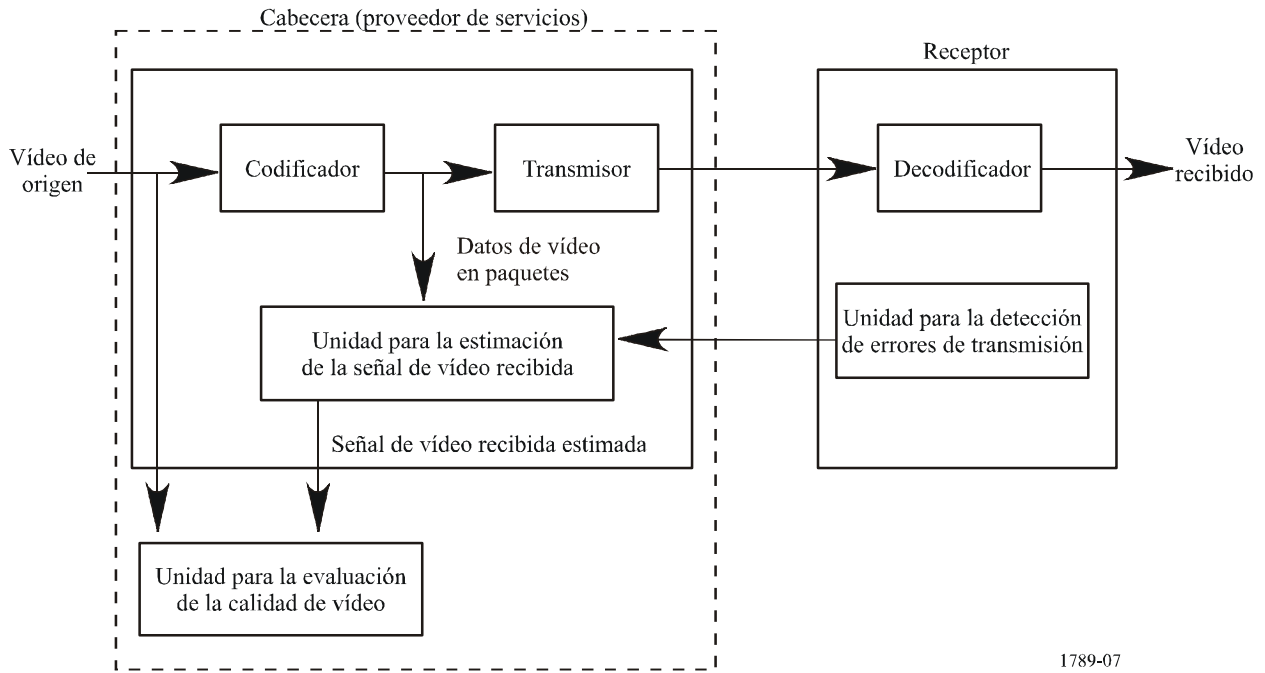 Cabecera (proveedor de servicios)
Receptor
Vídeo de
origen
Codificador
Transmisor
Decodificador
Vídeo
recibido
Datos de vídeo
en paquetes
Unidad para la estimación
de la señal de vídeo recibida
Unidad para la detección
de errores de transmisión
Señal de vídeo recibida estimada
Unidad para la evaluación
de la calidad de vídeo
1789-07